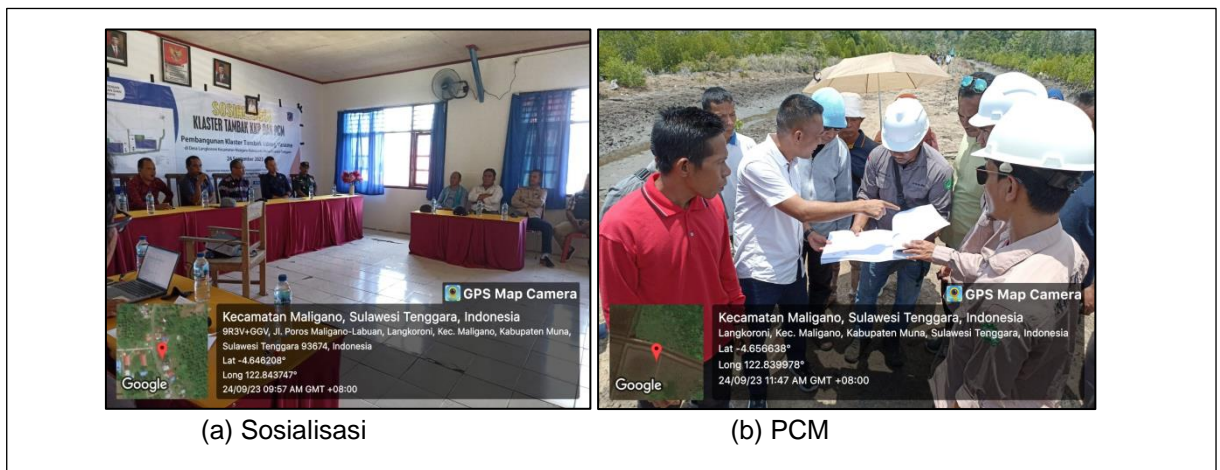 KLASTER TAMBAK KKP DAN PCM
Pembangunan Klaster Tambak Udang
GPS Map Camera
Kecamatan Maligano, Sulawesi Tenggara, Indonesia
9R3V+GGV, Jl. Poros Maligano-Labuan, Langkoroni, Kec. Maligano, Kabupaten Muna,
Sulawesi Tenggara 93674, Indonesia
Lat -4.646208°
Long 122.843747°
24/09/23 09:57 AM GMT +08:00
Google
(a) Sosialisasi
GPS Map Camera
Kecamatan Maligano, Sulawesi Tenggara, Indonesia
Langkoroni, Kec. Maligano, Kabupaten Muna, Sulawesi Tenggara, Indonesia
Lat -4.656638°
Long 122.839978°
24/09/23 11:47 AM GMT +08:00
Google
(b) PCM